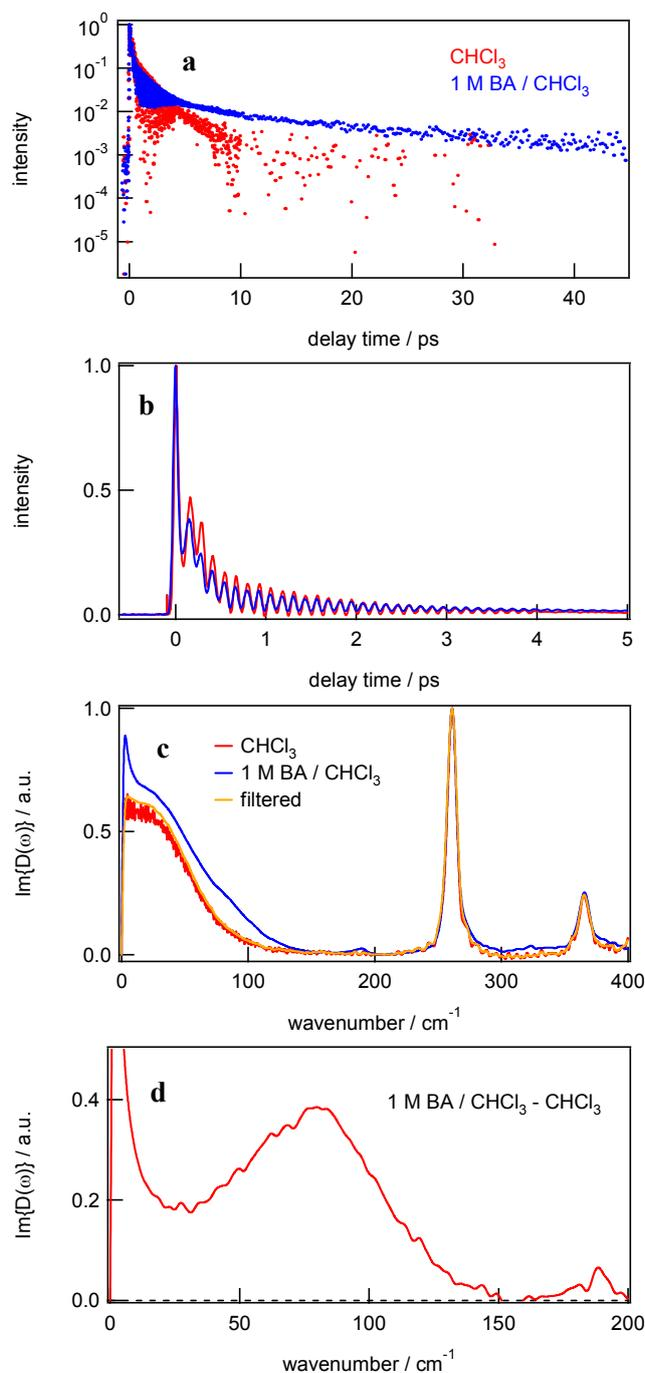 10⁰
10⁻¹
10⁻²
10⁻³
10⁻⁴
10⁻⁵
intensity
a
CHCl₃
1 M BA / CHCl₃
0 10 20 30 40
delay time / ps
1.0
0.5
0.0
intensity
b
0 1 2 3 4 5
delay time / ps
1.0
0.5
0.0
Im{D(ω)} / a.u.
c
CHCl₃
1 M BA / CHCl₃
filtered
0 100 200 300 400
wavenumber / cm⁻¹
0.4
0.2
0.0
Im{D(ω)} / a.u.
d
1 M BA / CHCl₃ - CHCl₃
0 50 100 150 200
wavenumber / cm⁻¹